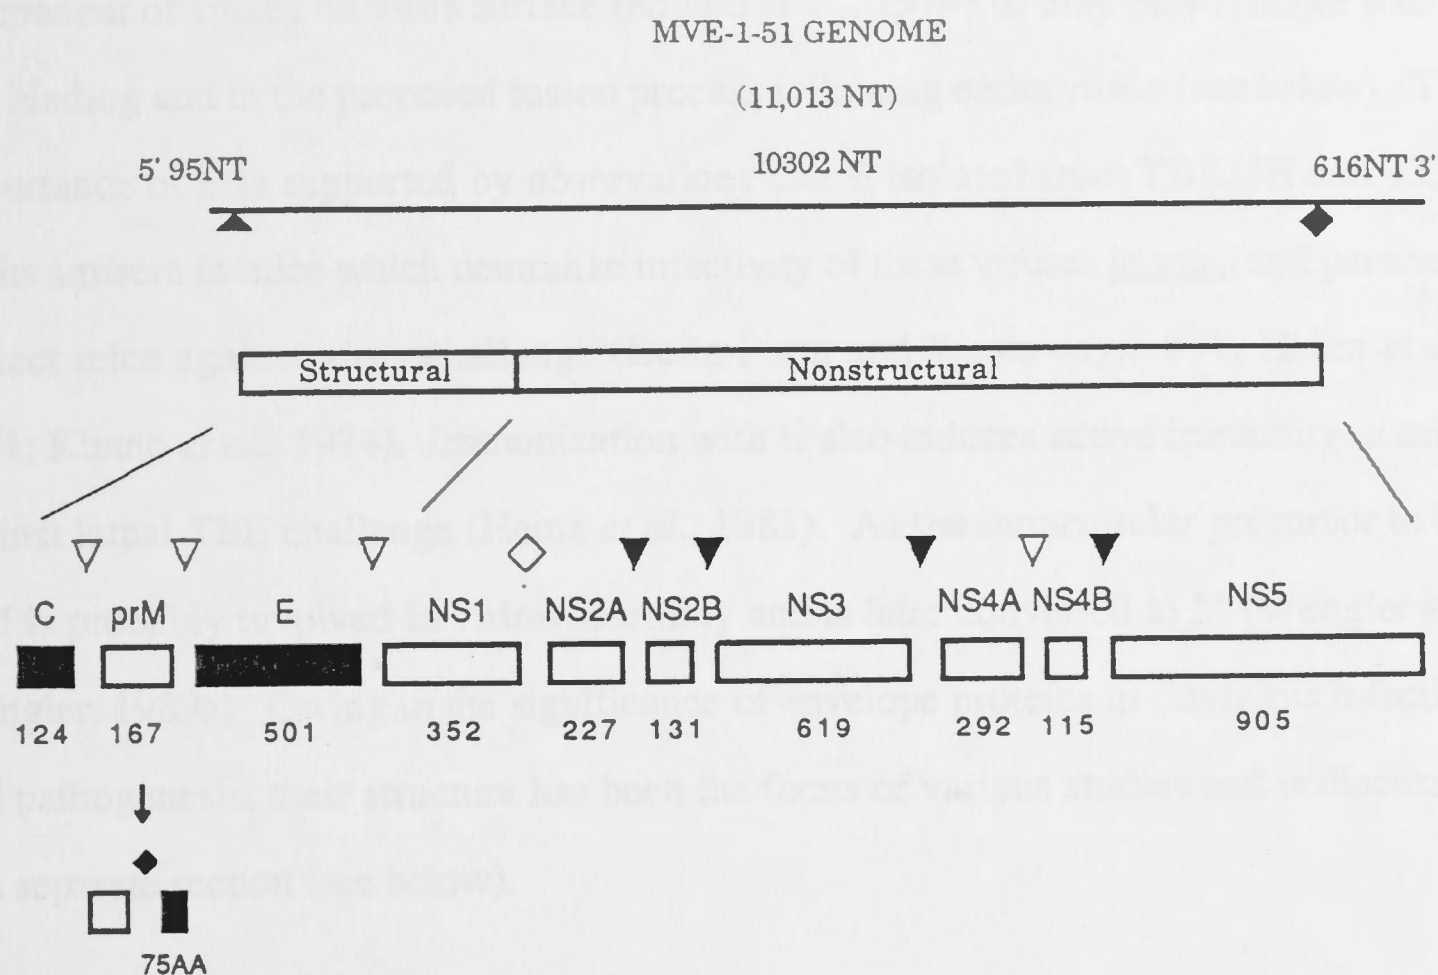 MVE-1-51 GENOME
(11,013 NT)
5' 95NT 10302 NT 616NT 3'
Structural Nonstructural
C prM E NS1 NS2A NS2B NS3 NS4A NS4B NS5
124 167 501 352 227 131 619 292 115 905
75AA